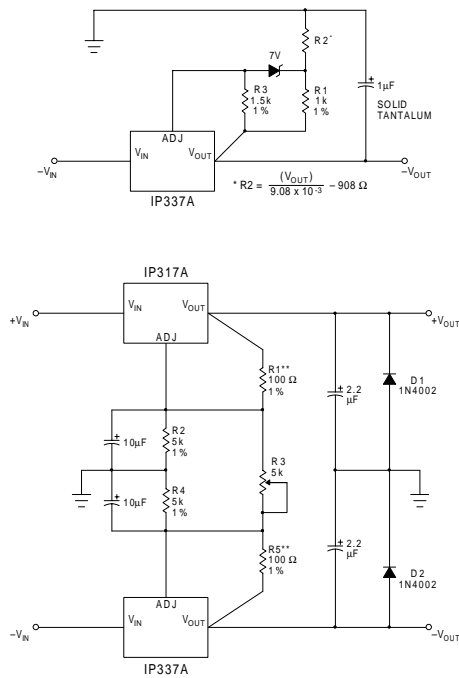 R2*
7V
R3
1.5k
1%
R1
1k
1%
+
1µF
SOLID
TANTALUM
ADJ
–VIN
VIN
VOUT
–VOUT
IP337A
* R2 = (VOUT) / 9.08 x 10-3 – 908 Ω
IP317A
+VIN
VIN
VOUT
+VOUT
ADJ
R1**
100 Ω
1%
D1
1N4002
+
2.2
µF
R2
5k
1%
+
10µF
R3
5k
R4
5k
1%
+
10µF
+
2.2
µF
R5**
100 Ω
1%
D2
1N4002
ADJ
–VIN
VIN
VOUT
–VOUT
IP337A